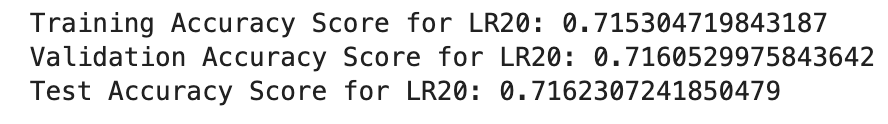 Training Accuracy Score for LR20: 0.715304719843187
Validation Accuracy Score for LR20: 0.7160529975843642
Test Accuracy Score for LR20: 0.7162307241850479